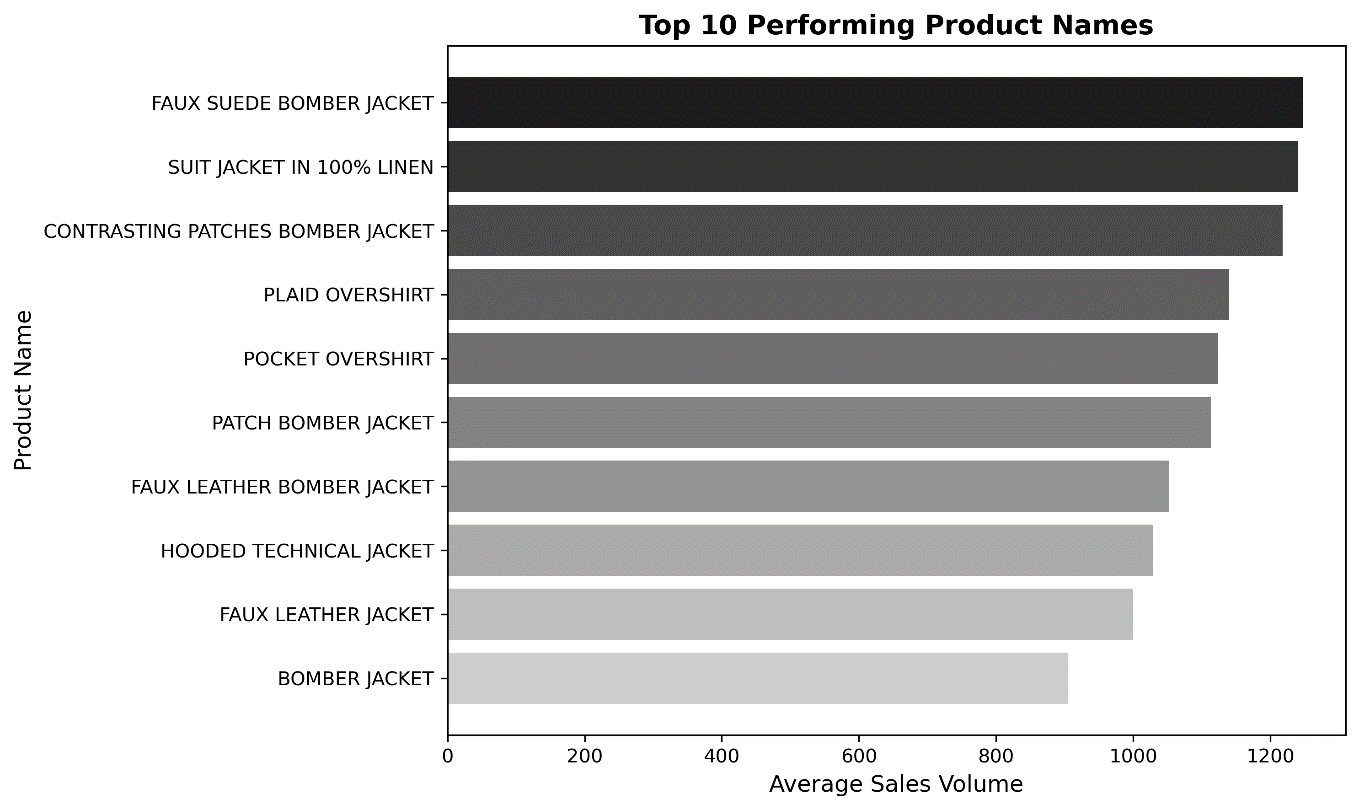 Top 10 Performing Product Names
FAUX SUEDE BOMBER JACKET
SUIT JACKET IN 100% LINEN
CONTRASTING PATCHES BOMBER JACKET
PLAID OVERSHIRT
POCKET OVERSHIRT
PATCH BOMBER JACKET
FAUX LEATHER BOMBER JACKET
HOODED TECHNICAL JACKET
FAUX LEATHER JACKET
BOMBER JACKET
Product Name
0 200 400 600 800 1000 1200
Average Sales Volume